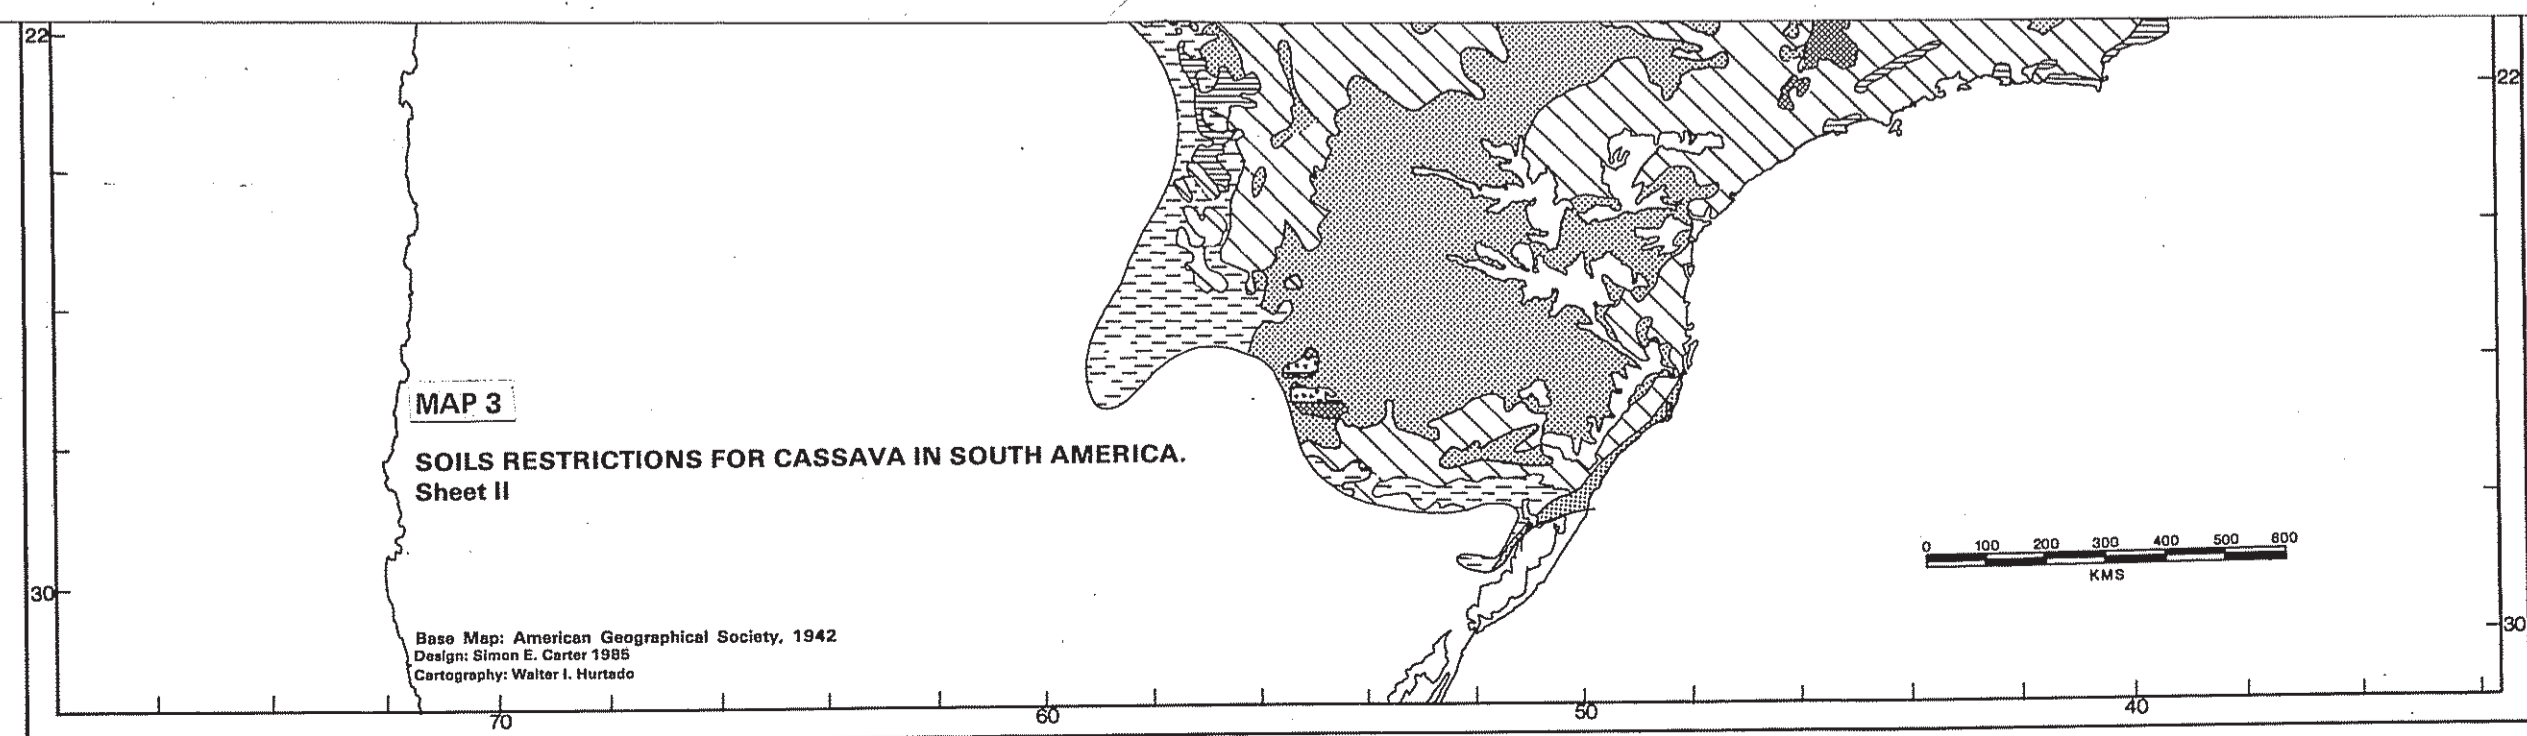 22
22
MAP 3
SOILS RESTRICTIONS FOR CASSAVA IN SOUTH AMERICA.
Sheet II
0 100 200 300 400 500 600
KMS
30
30
Base Map: American Geographical Society, 1942
Design: Simon E. Carter 1985
Cartography: Walter I. Hurtado
70 60 50 40